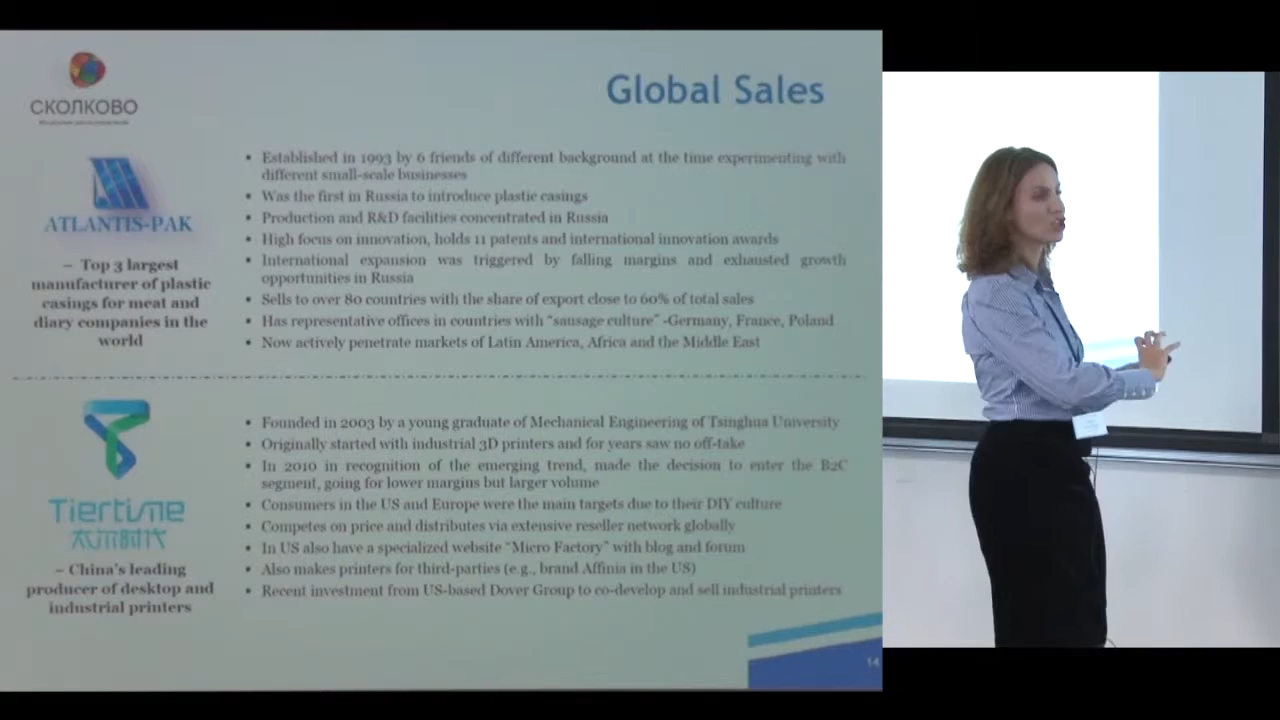 Global Sales
СКОЛКОВО
ATLANTIS-PAK
– Top 3 largest
manufacturer of plastic
casings for meat and
diary companies in the
world
▪ Established in 1993 by 6 friends of different background at the time experimenting with
different small-scale businesses
▪ Was the first in Russia to introduce plastic casings
▪ Production and R&D facilities concentrated in Russia
▪ High focus on innovation, holds 11 patents and international innovation awards
▪ International expansion was triggered by falling margins and exhausted growth
opportunities in Russia
▪ Sells to over 80 countries with the share of export close to 60% of total sales
▪ Has representative offices in countries with “sausage culture” -Germany, France, Poland
▪ Now actively penetrate markets of Latin America, Africa and the Middle East
Tiertime
– China's leading
producer of desktop and
industrial printers
▪ Founded in 2003 by a young graduate of Mechanical Engineering of Tsinghua University
▪ Originally started with industrial 3D printers and for years saw no off-take
▪ In 2010 in recognition of the emerging trend, made the decision to enter the B2C
segment, going for lower margins but larger volume
▪ Consumers in the US and Europe were the main targets due to their DIY culture
▪ Competes on price and distributes via extensive reseller network globally
▪ In US also have a specialized website “Micro Factory” with blog and forum
▪ Also makes printers for third-parties (e.g., brand Affinia in the US)
▪ Recent investment from US-based Dover Group to co-develop and sell industrial printers
14